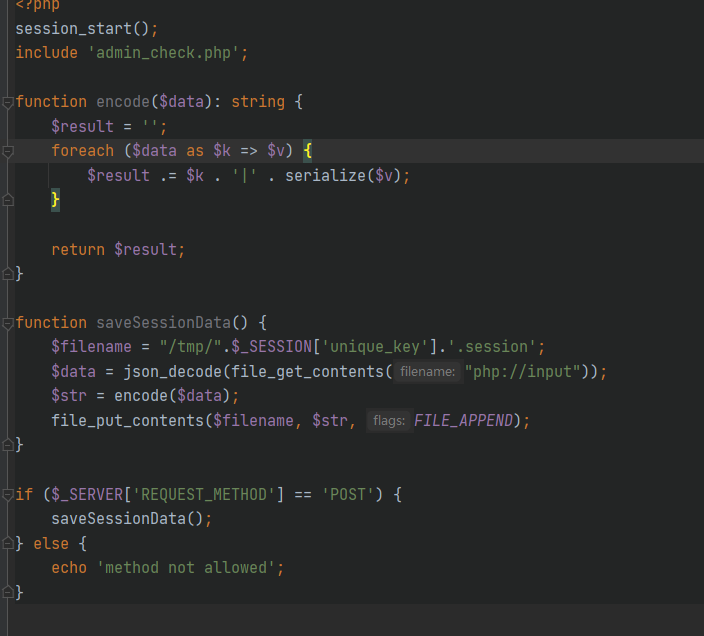 <?php
session_start();
include 'admin_check.php';
function encode($data): string {
$result = '';
foreach ($data as $k => $v) {
$result .= $k . '|' . serialize($v);
}
return $result;
}
function saveSessionData() {
$filename = "/tmp/".$_SESSION['unique_key'].'.session';
$data = json_decode(file_get_contents( filename: "php://input"));
$str = encode($data);
file_put_contents($filename, $str, flags: FILE_APPEND);
}
if ($_SERVER['REQUEST_METHOD'] == 'POST') {
saveSessionData();
} else {
echo 'method not allowed';
}